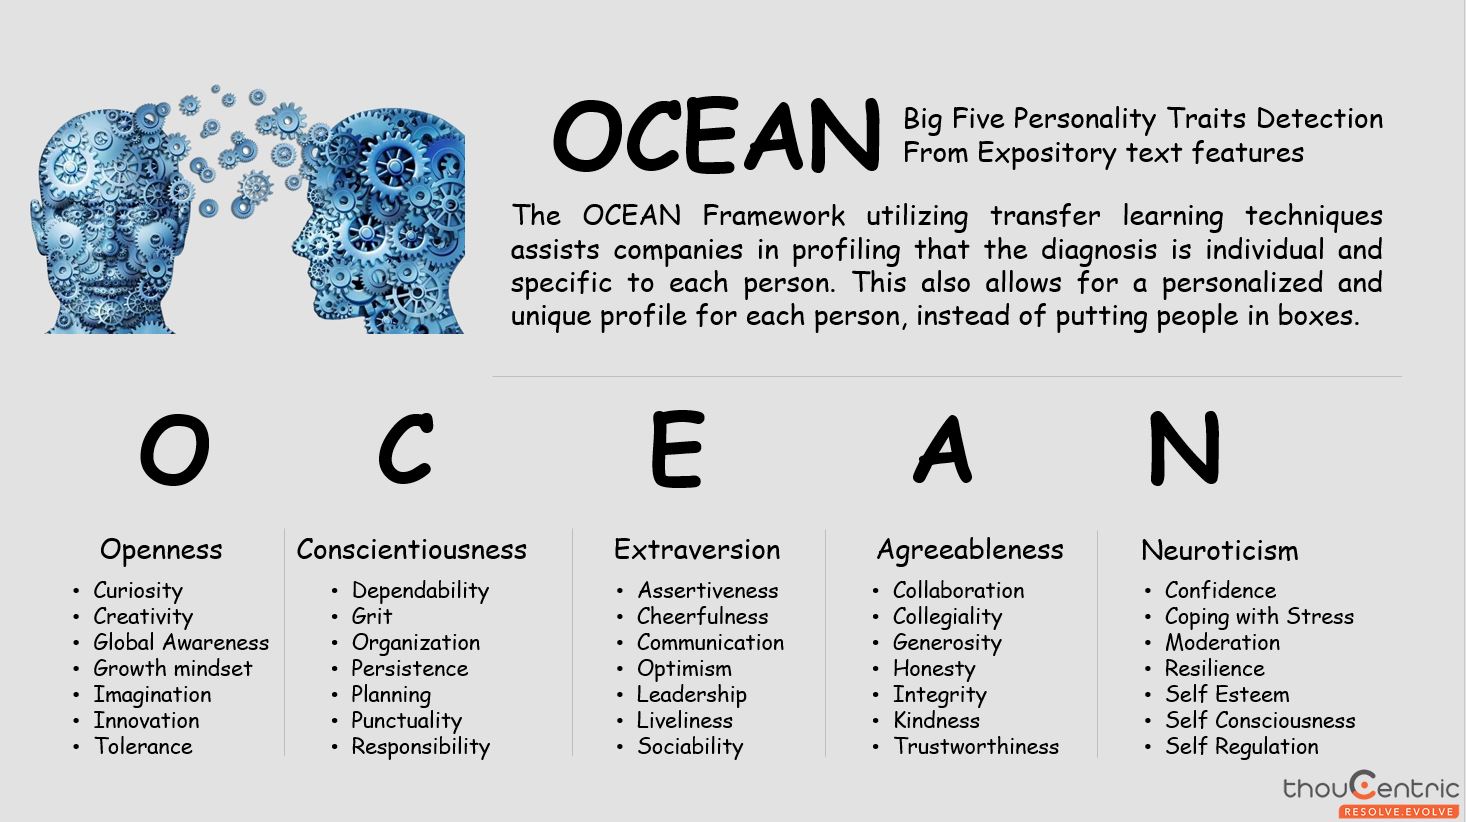 OCEAN
Big Five Personality Traits Detection
From Expository text features
The OCEAN Framework utilizing transfer learning techniques
assists companies in profiling that the diagnosis is individual and
specific to each person. This also allows for a personalized and
unique profile for each person, instead of putting people in boxes.
O
C
E
A
N
Openness
• Curiosity
• Creativity
• Global Awareness
• Growth mindset
• Imagination
• Innovation
• Tolerance
Conscientiousness
• Dependability
• Grit
• Organization
• Persistence
• Planning
• Punctuality
• Responsibility
Extraversion
• Assertiveness
• Cheerfulness
• Communication
• Optimism
• Leadership
• Liveliness
• Sociability
Agreeableness
• Collaboration
• Collegiality
• Generosity
• Honesty
• Integrity
• Kindness
• Trustworthiness
Neuroticism
• Confidence
• Coping with Stress
• Moderation
• Resilience
• Self Esteem
• Self Consciousness
• Self Regulation
thouCentric
RESOLVE.EVOLVE